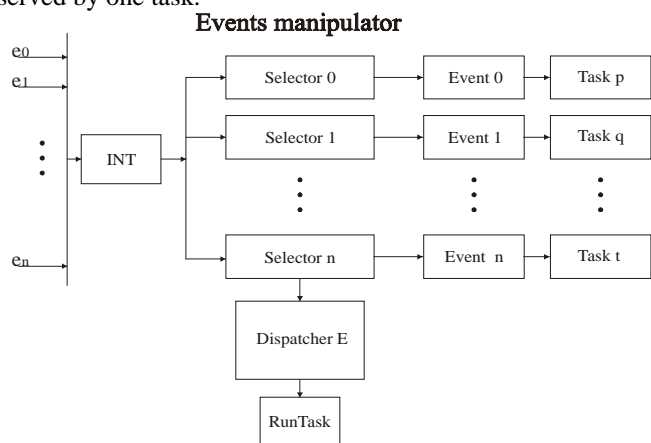 served by one task.
Events manipulator
e0
e1
Selector 0 Event 0 Task p
Selector 1 Event 1 Task q
INT
en
Selector n Event n Task t
Dispatcher E
RunTask